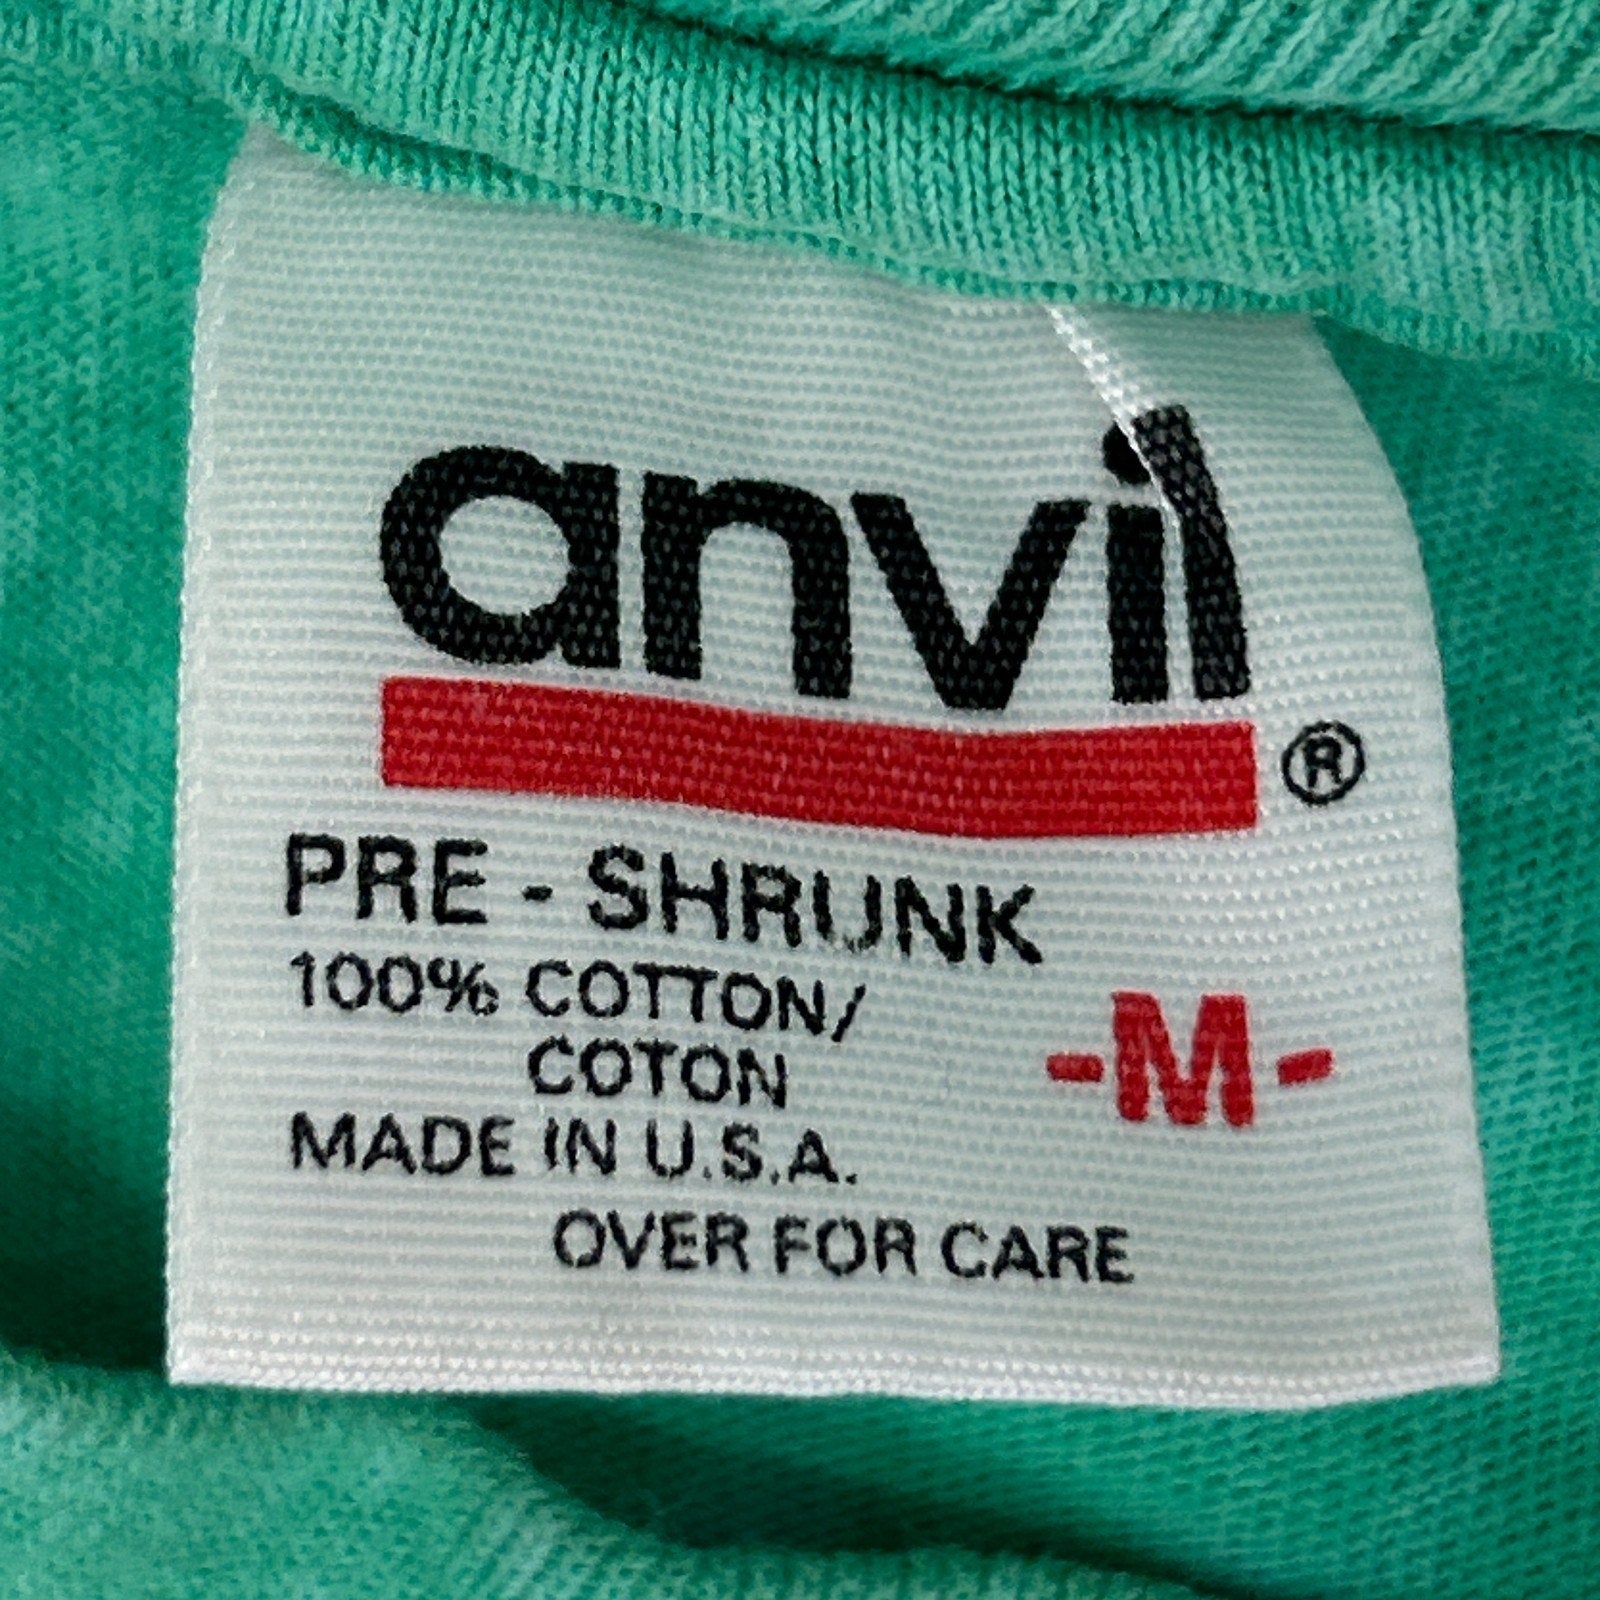 anvil®
PRE - SHRUNK
100% COTTON/
COTON
-M-
MADE IN U.S.A.
OVER FOR CARE